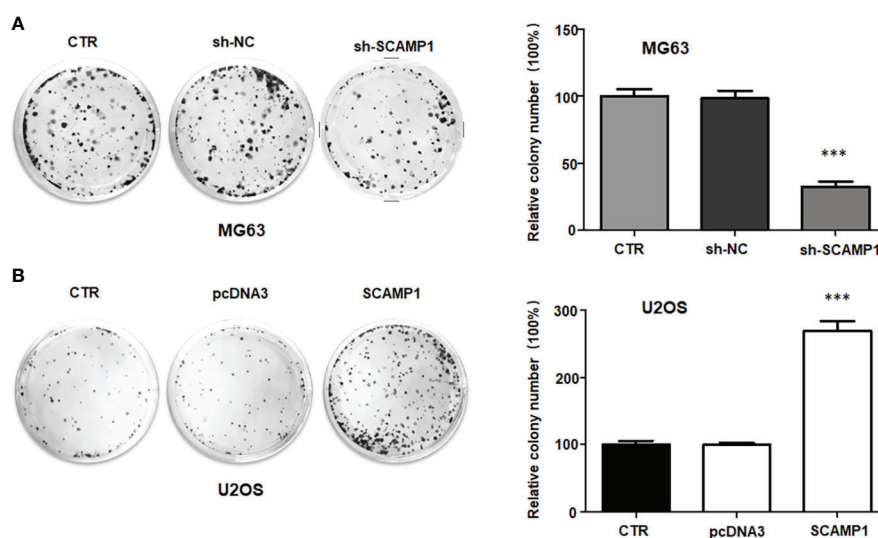 A
CTR sh-NC sh-SCAMP1
MG63
Relative colony number (100%)
150
100
50
0
MG63
***
CTR sh-NC sh-SCAMP1
B
CTR pcDNA3 SCAMP1
U2OS
Relative colony number (100%)
300
200
100
0
U2OS
***
CTR pcDNA3 SCAMP1